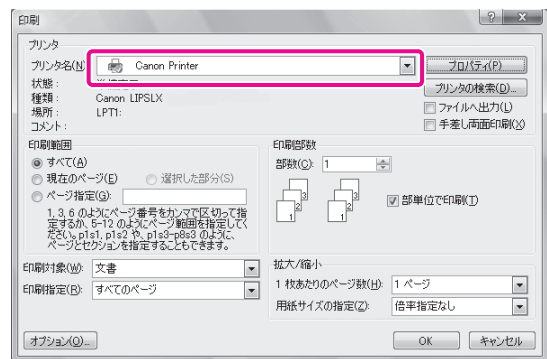 印刷
プリンタ
プリンタ名(N)
Canon Printer
プロパティ(P)
状態：
プリンタの検索(D)...
種類：
Canon LIPSLX
場所：
LPT1:
ファイルへ出力(L)
コメント：
手差し両面印刷(X)
印刷範囲
すべて(A)
現在のページ(E)
選択した部分(S)
ページ指定(G):
1,3,6 のようにページ番号をカンマで区切って指
定するか、5-12 のようにページ範囲を指定してく
ださい。p1s1, p1s2 や、p1s3-p8s3 のように、
ページとセクションを指定することもできます。
印刷部数
部数(C):
1
1
2
3
1
2
3
部単位で印刷(T)
印刷対象(W):
文書
印刷指定(R):
すべてのページ
拡大/縮小
1 枚あたりのページ数(H):
1 ページ
用紙サイズの指定(Z):
倍率指定なし
オプション(O)...
OK
キャンセル